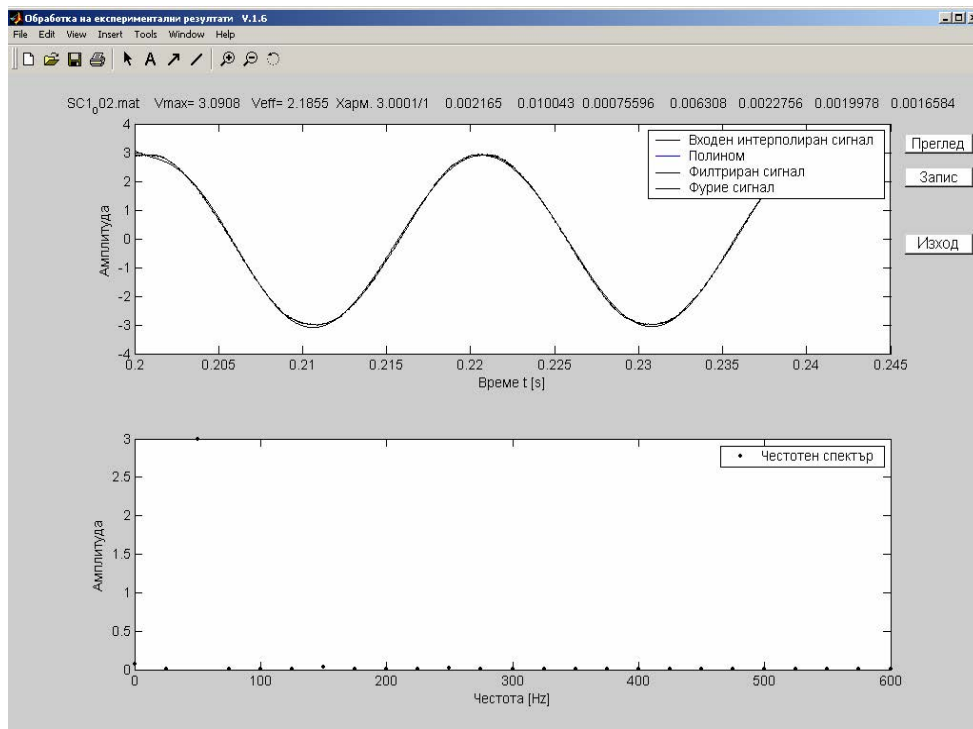 Обработка на експериментални резултати V.1.6
File Edit View Insert Tools Window Help
SC1002.mat Vmax= 3.0908 Veff= 2.1855 Харм. 3.0001/1 0.002165 0.010043 0.00075596 0.006308 0.0022756 0.0019978 0.0016584
4
3
2
1
0
-1
-2
-3
-4
Амплитуда
0.2 0.205 0.21 0.215 0.22 0.225 0.23 0.235 0.24 0.245
Време t [s]
Входен интерполиран сигнал
Полином
Филтриран сигнал
Фурие сигнал
Преглед
Запис
Изход
3
2.5
2
1.5
1
0.5
0
Амплитуда
Честотен спектър
0 100 200 300 400 500 600
Честота [Hz]